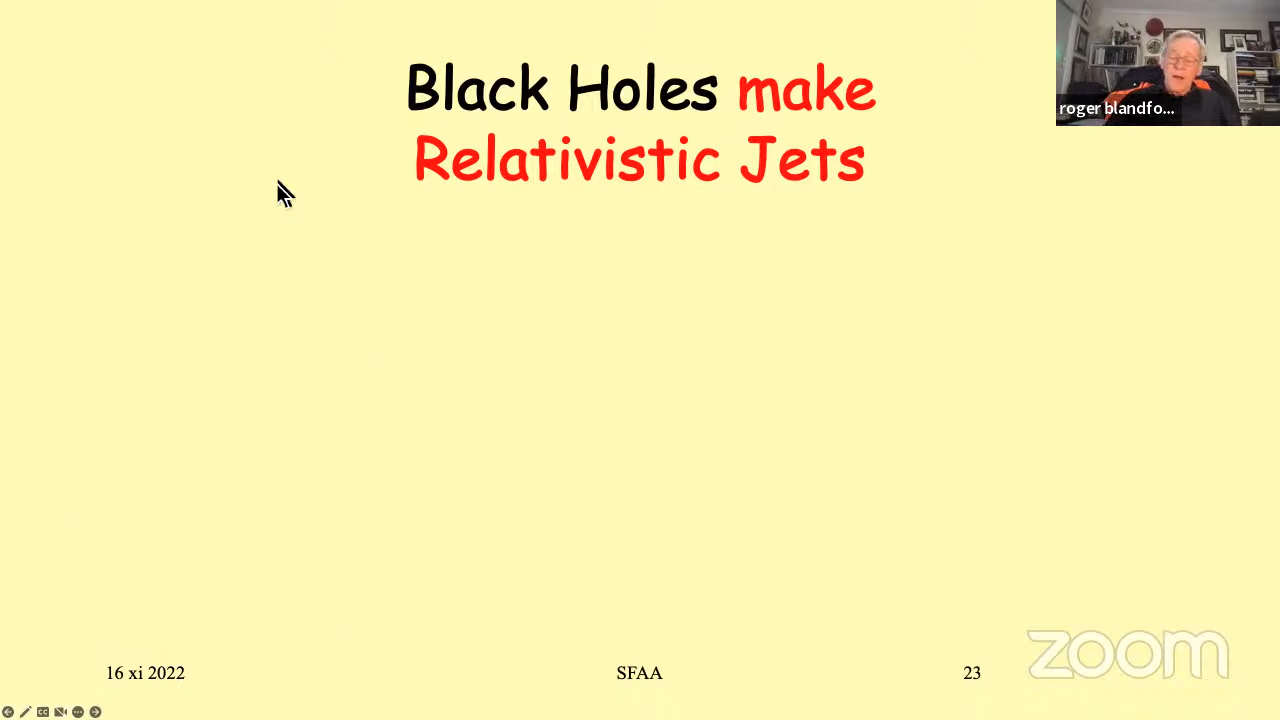 Black Holes make
Relativistic Jets
roger blandfo...
16 xi 2022
SFAA
23
zoom